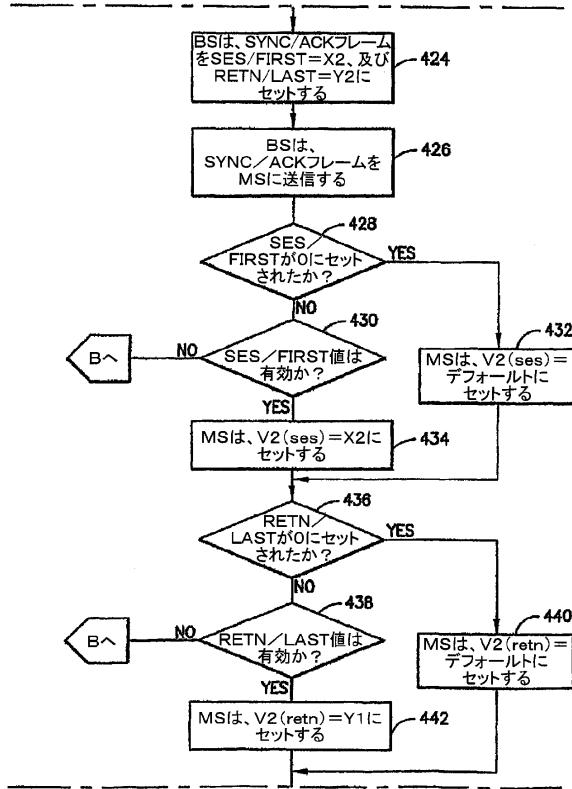 BSは、SYNC/ACKフレーム
をSES/FIRST=X2、及び
RETN/LAST=Y2に
セットする
424
BSは、
SYNC／ACKフレームを
MSに送信する
426
428
SES／
FIRSTが0にセット
されたか？
YES
NO
430
SES／FIRST値は
有効か？
NO
Bへ
YES
432
MSは、V2(ses)=
デフォールトに
セットする
MSは、V2(ses)=X2に
セットする
434
436
RETN／
LASTが0にセット
されたか？
YES
NO
438
RETN／LAST値は
有効か？
NO
Bへ
YES
440
MSは、V2(retn)=
デフォールトに
セットする
MSは、V2(retn)=Y1に
セットする
442